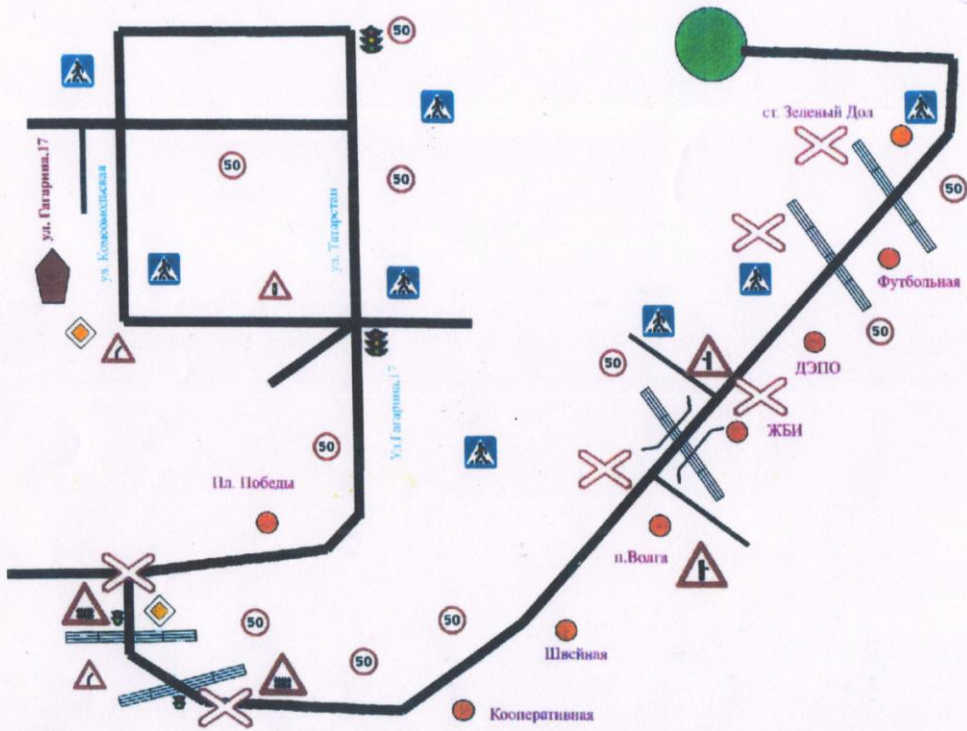 50
ст. Зеленый Дол
50
50
50
ул. Гагарина,17
ул. Комсомольская
ул. Татарстан
Футбольная
50
50
ДЭПО
Ул.Гагарина,17
ЖБИ
50
Пл. Победы
п.Волга
50
50
Швейная
50
Кооперативная